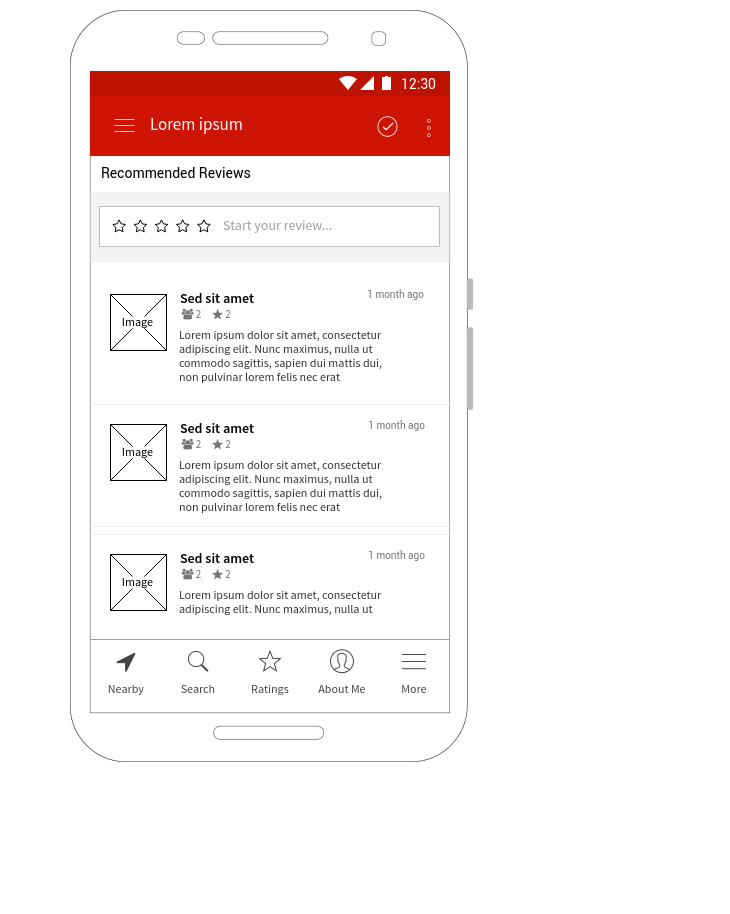 12:30
Lorem ipsum
Recommended Reviews
Start your review...
Image
Sed sit amet
1 month ago
2 2
Lorem ipsum dolor sit amet, consectetur
adipiscing elit. Nunc maximus, nulla ut
commodo sagittis, sapien dui mattis dui,
non pulvinar lorem felis nec erat
Image
Sed sit amet
1 month ago
2 2
Lorem ipsum dolor sit amet, consectetur
adipiscing elit. Nunc maximus, nulla ut
commodo sagittis, sapien dui mattis dui,
non pulvinar lorem felis nec erat
Image
Sed sit amet
1 month ago
2 2
Lorem ipsum dolor sit amet, consectetur
adipiscing elit. Nunc maximus, nulla ut
Nearby Search Ratings About Me More